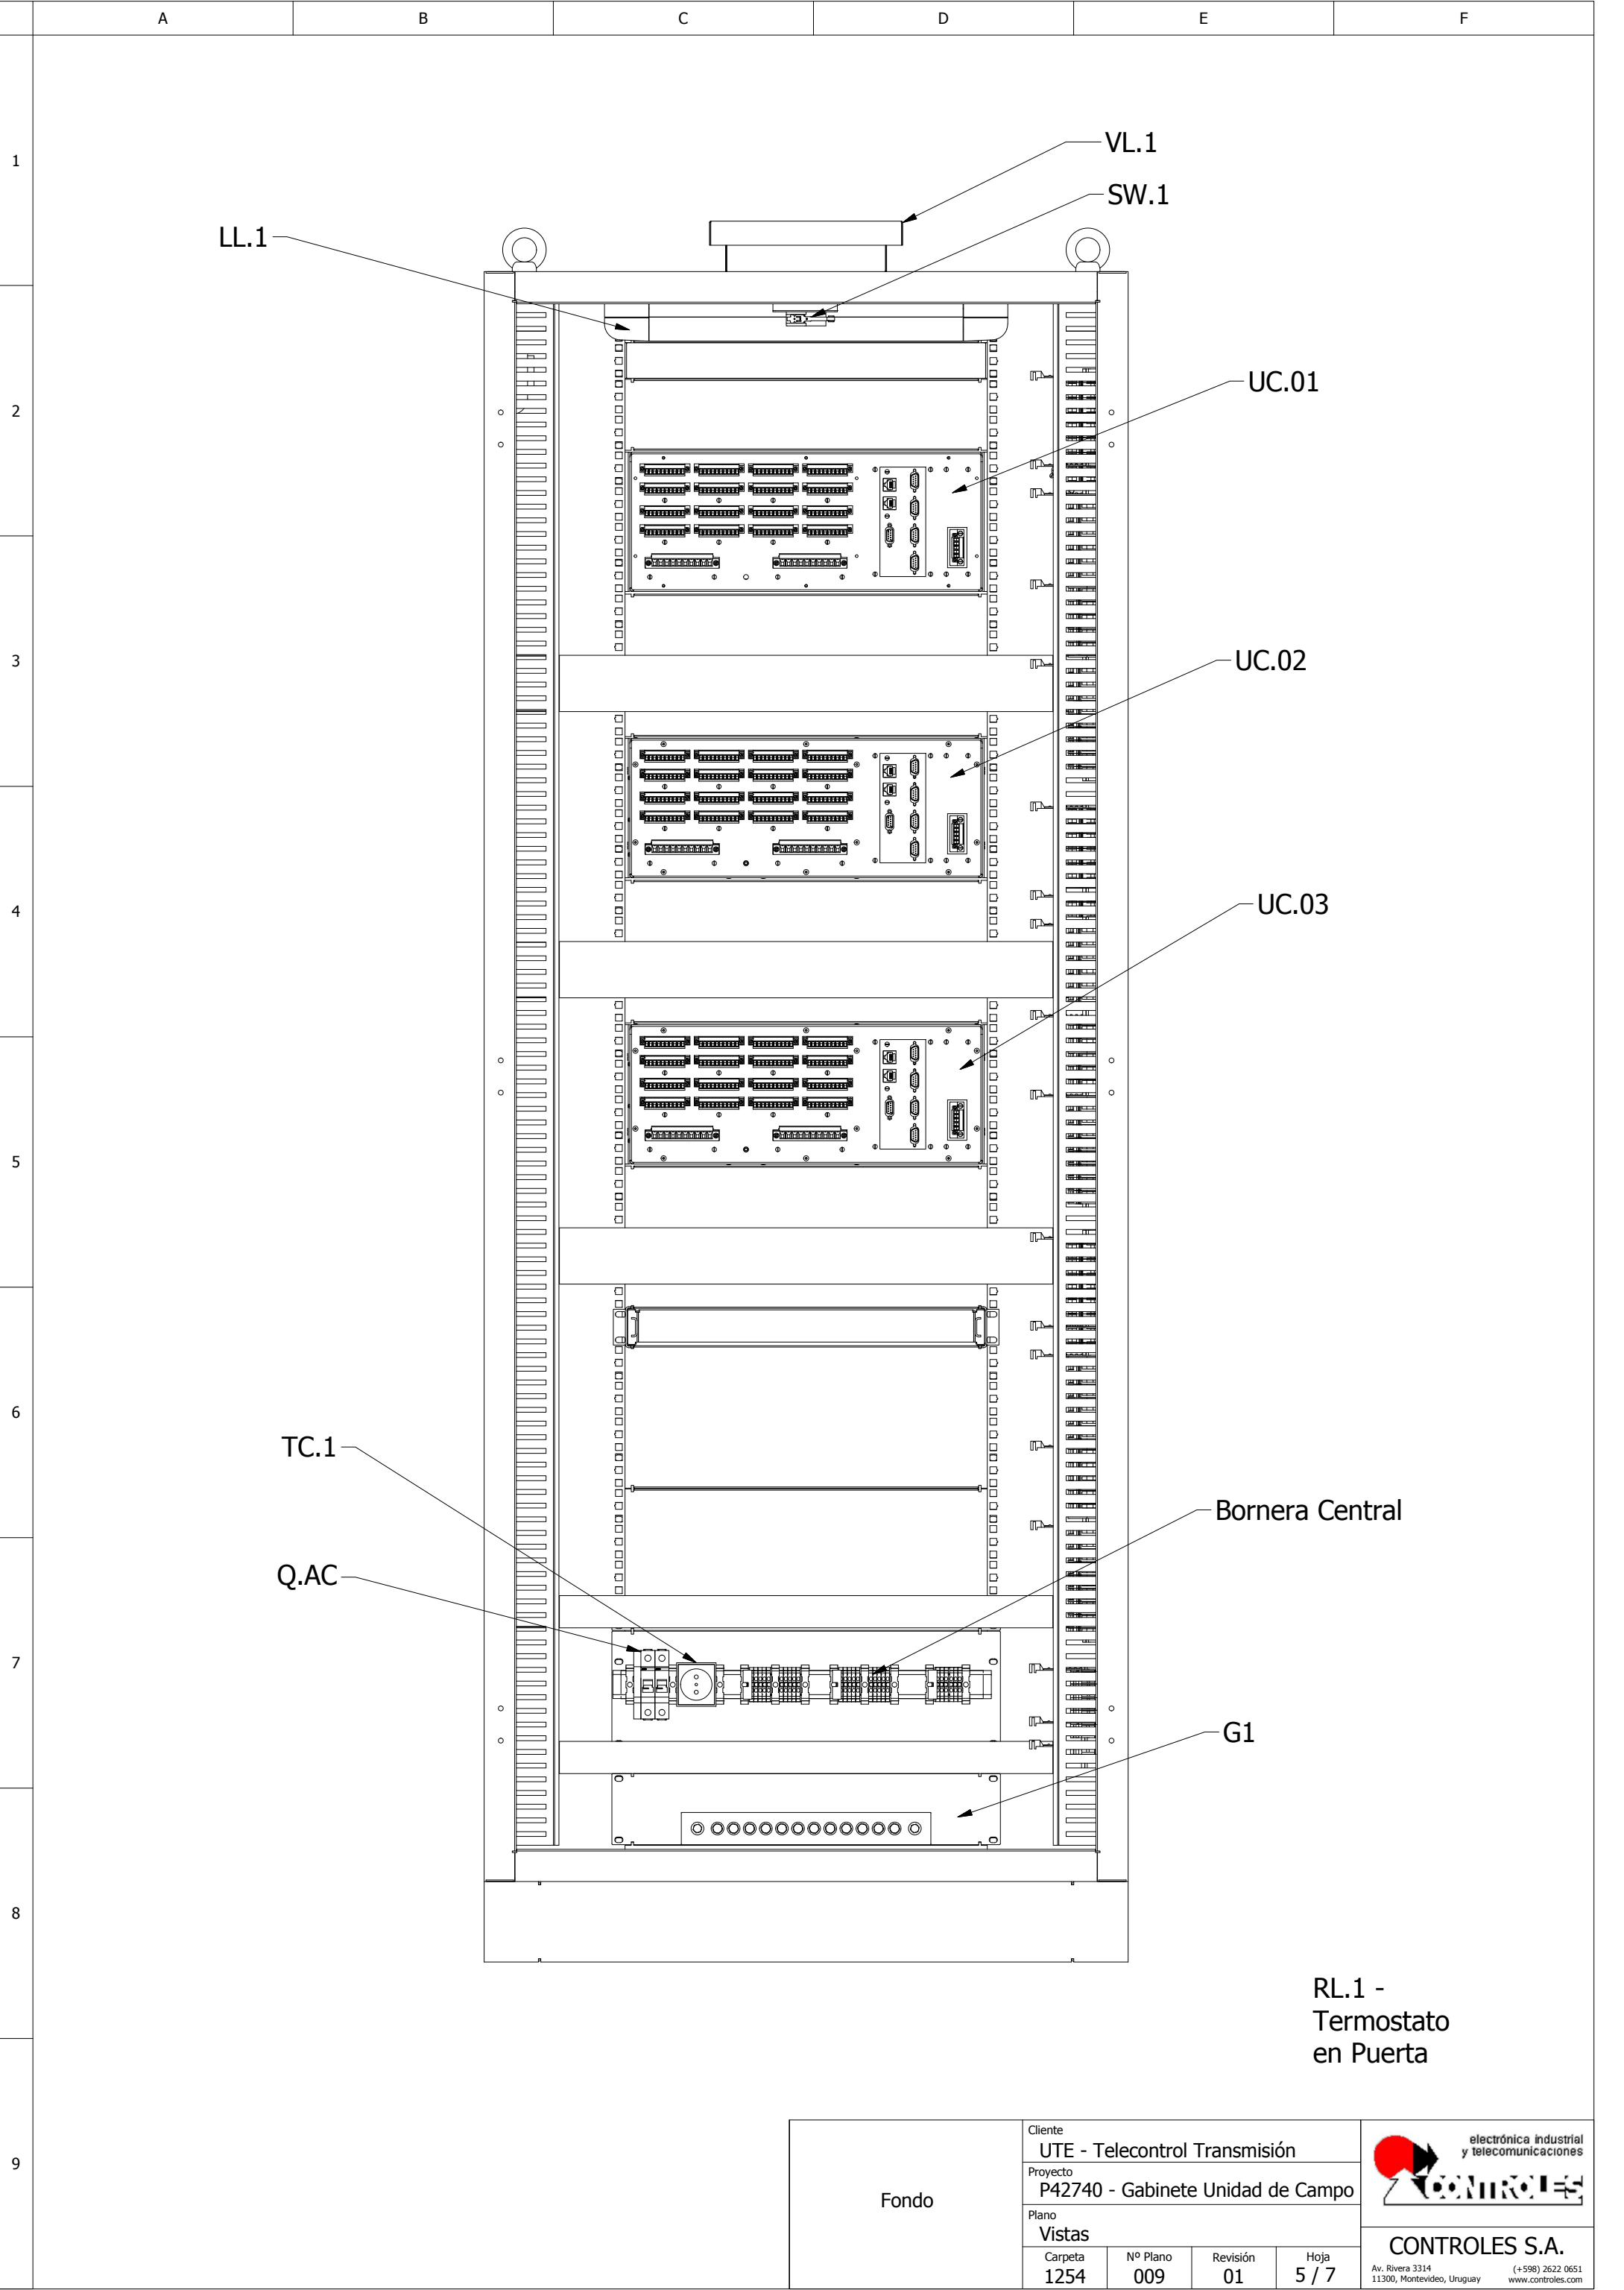 A B C D E F
1
VL.1
SW.1
LL.1
UC.01
2
UC.02
3
UC.03
4
5
6
TC.1
Bornera Central
Q.AC
7
G1
8
RL.1 -
Termostato
en Puerta
9
Fondo
Cliente
UTE - Telecontrol Transmisión
Proyecto
P42740 - Gabinete Unidad de Campo
Plano
Vistas
Carpeta Nº Plano Revisión Hoja
1254 009 01 5 / 7
electrónica industrial
y telecomunicaciones
CONTROLES
CONTROLES S.A.
Av. Rivera 3314 (+598) 2622 0651
11300, Montevideo, Uruguay www.controles.com